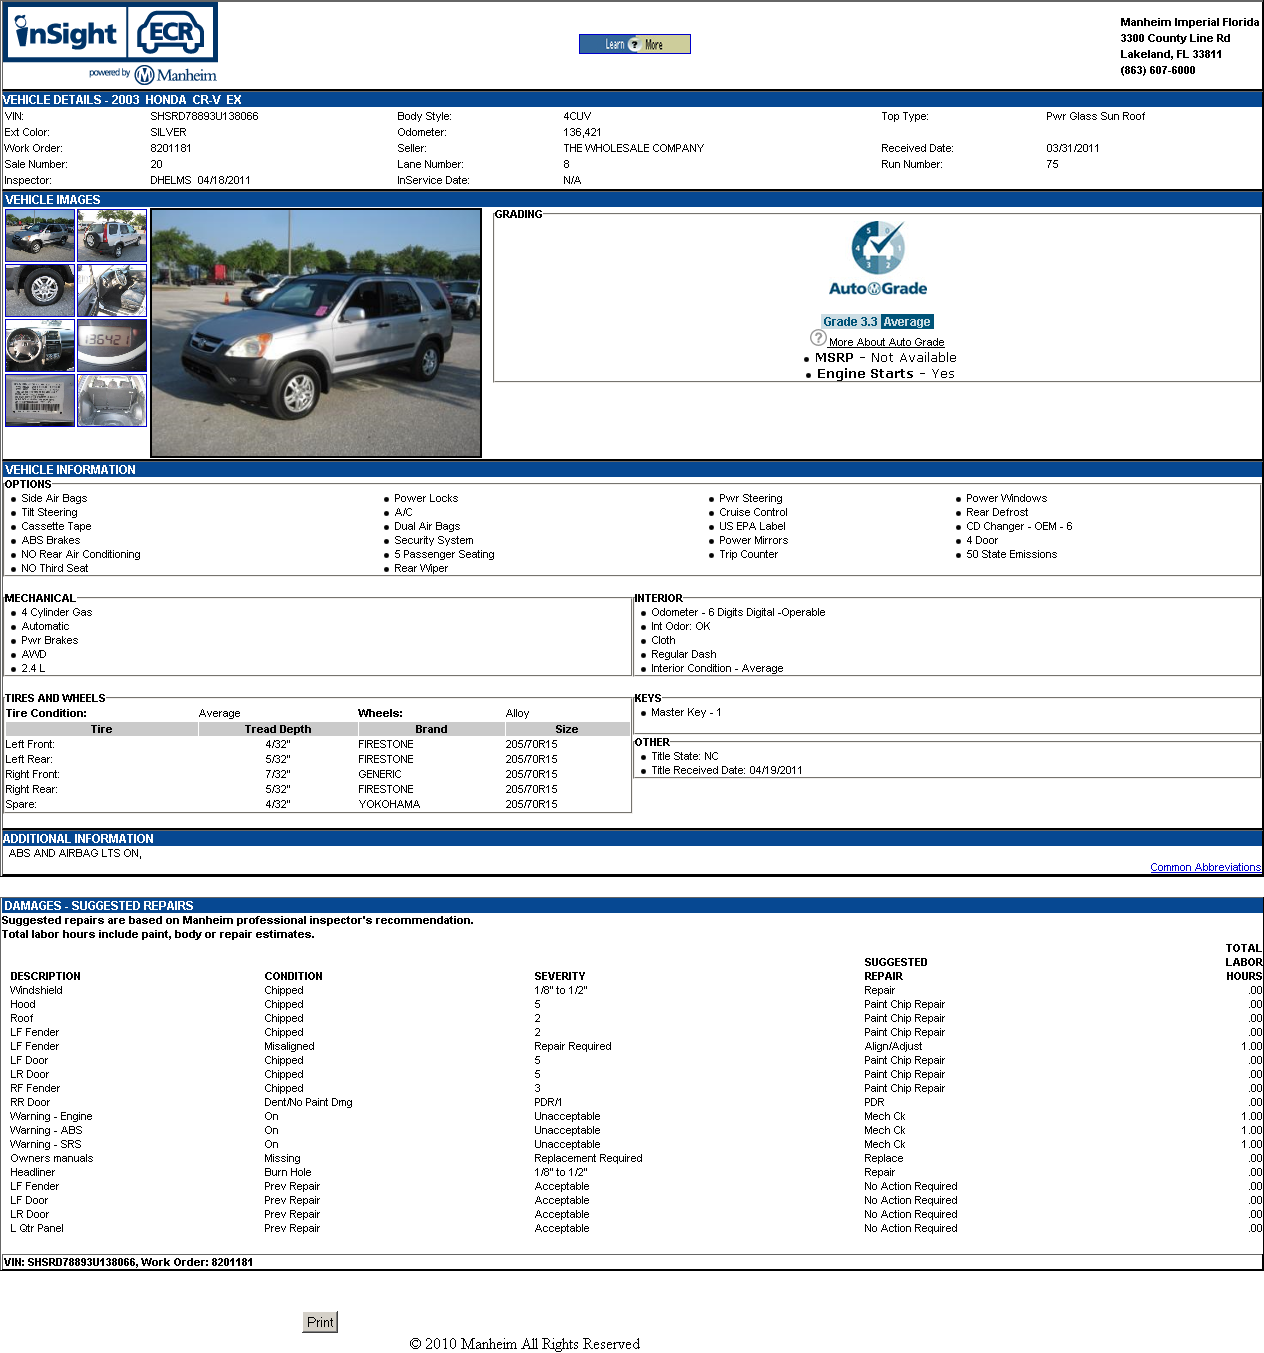 inSight ECR
powered by Manheim
Learn ? More
Manheim Imperial Florida
3300 County Line Rd
Lakeland, FL 33811
(863) 607-6000
VEHICLE DETAILS - 2003 HONDA CR-V EX
VIN: SHSRD78893U138066 Body Style: 4CUV Top Type: Pwr Glass Sun Roof
Ext Color: SILVER Odometer: 136,421
Work Order: 8201181 Seller: THE WHOLESALE COMPANY Received Date: 03/31/2011
Sale Number: 20 Lane Number: 8 Run Number: 75
Inspector: DHELMS 04/18/2011 InService Date: N/A
VEHICLE IMAGES
136421
GRADING
5 0 4 1 3 2
AutoGrade
Grade 3.3 Average
? More About Auto Grade
• MSRP - Not Available
• Engine Starts - Yes
VEHICLE INFORMATION
OPTIONS
• Side Air Bags • Power Locks • Pwr Steering • Power Windows
• Tilt Steering • A/C • Cruise Control • Rear Defrost
• Cassette Tape • Dual Air Bags • US EPA Label • CD Changer - OEM - 6
• ABS Brakes • Security System • Power Mirrors • 4 Door
• NO Rear Air Conditioning • 5 Passenger Seating • Trip Counter • 50 State Emissions
• NO Third Seat • Rear Wiper
MECHANICAL
• 4 Cylinder Gas
• Automatic
• Pwr Brakes
• AWD
• 2.4 L
INTERIOR
• Odometer - 6 Digits Digital -Operable
• Int Odor: OK
• Cloth
• Regular Dash
• Interior Condition - Average
TIRES AND WHEELS
Tire Condition: Average Wheels: Alloy
Tire Tread Depth Brand Size
Left Front: 4/32" FIRESTONE 205/70R15
Left Rear: 5/32" FIRESTONE 205/70R15
Right Front: 7/32" GENERIC 205/70R15
Right Rear: 5/32" FIRESTONE 205/70R15
Spare: 4/32" YOKOHAMA 205/70R15
KEYS
• Master Key - 1
OTHER
• Title State: NC
• Title Received Date: 04/19/2011
ADDITIONAL INFORMATION
ABS AND AIRBAG LTS ON,
Common Abbreviations
DAMAGES - SUGGESTED REPAIRS
Suggested repairs are based on Manheim professional inspector's recommendation.
Total labor hours include paint, body or repair estimates.
DESCRIPTION CONDITION SEVERITY SUGGESTED REPAIR TOTAL LABOR HOURS
Windshield Chipped 1/8" to 1/2" Repair .00
Hood Chipped 5 Paint Chip Repair .00
Roof Chipped 2 Paint Chip Repair .00
LF Fender Chipped 2 Paint Chip Repair .00
LF Fender Misaligned Repair Required Align/Adjust 1.00
LF Door Chipped 5 Paint Chip Repair .00
LR Door Chipped 5 Paint Chip Repair .00
RF Fender Chipped 3 Paint Chip Repair .00
RR Door Dent/No Paint Dmg PDR/1 PDR .00
Warning - Engine On Unacceptable Mech Ck 1.00
Warning - ABS On Unacceptable Mech Ck 1.00
Warning - SRS On Unacceptable Mech Ck 1.00
Owners manuals Missing Replacement Required Replace .00
Headliner Burn Hole 1/8" to 1/2" Repair .00
LF Fender Prev Repair Acceptable No Action Required .00
LF Door Prev Repair Acceptable No Action Required .00
LR Door Prev Repair Acceptable No Action Required .00
L Qtr Panel Prev Repair Acceptable No Action Required .00
VIN: SHSRD78893U138066, Work Order: 8201181
Print
© 2010 Manheim All Rights Reserved